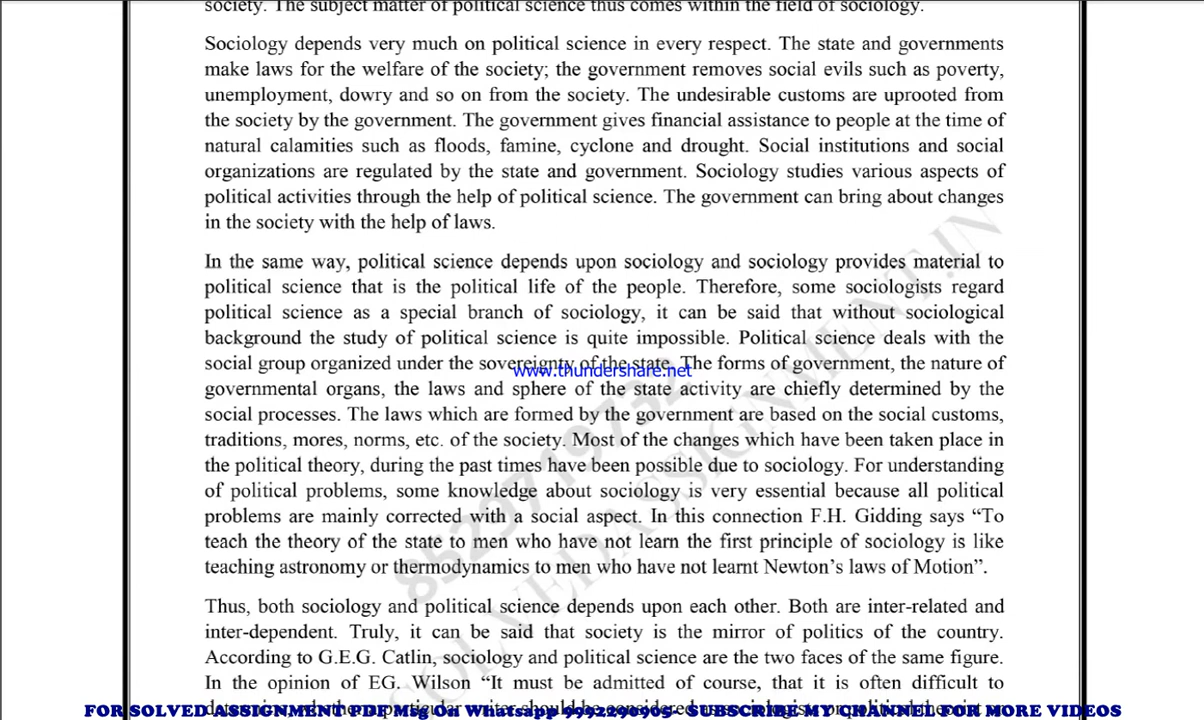 society. The subject matter of political science thus comes within the field of sociology.
Sociology depends very much on political science in every respect. The state and governments
make laws for the welfare of the society; the government removes social evils such as poverty,
unemployment, dowry and so on from the society. The undesirable customs are uprooted from
the society by the government. The government gives financial assistance to people at the time of
natural calamities such as floods, famine, cyclone and drought. Social institutions and social
organizations are regulated by the state and government. Sociology studies various aspects of
political activities through the help of political science. The government can bring about changes
in the society with the help of laws.
In the same way, political science depends upon sociology and sociology provides material to
political science that is the political life of the people. Therefore, some sociologists regard
political science as a special branch of sociology, it can be said that without sociological
background the study of political science is quite impossible. Political science deals with the
social group organized under the sovereignty of the state. The forms of government, the nature of
www.thundershare.net
governmental organs, the laws and sphere of the state activity are chiefly determined by the
social processes. The laws which are formed by the government are based on the social customs,
traditions, mores, norms, etc. of the society. Most of the changes which have been taken place in
the political theory, during the past times have been possible due to sociology. For understanding
of political problems, some knowledge about sociology is very essential because all political
problems are mainly corrected with a social aspect. In this connection F.H. Gidding says “To
teach the theory of the state to men who have not learn the first principle of sociology is like
teaching astronomy or thermodynamics to men who have not learnt Newton’s laws of Motion”.
Thus, both sociology and political science depends upon each other. Both are inter-related and
inter-dependent. Truly, it can be said that society is the mirror of politics of the country.
According to G.E.G. Catlin, sociology and political science are the two faces of the same figure.
In the opinion of EG. Wilson “It must be admitted of course, that it is often difficult to
FOR SOLVED ASSIGNMENT PDF Msg On Whatsapp 9992290905- SUBSCRIBE MY CHANNEL FOR MORE VIDEOS
8529719732
SOLVEDASSIGNMENT.IN